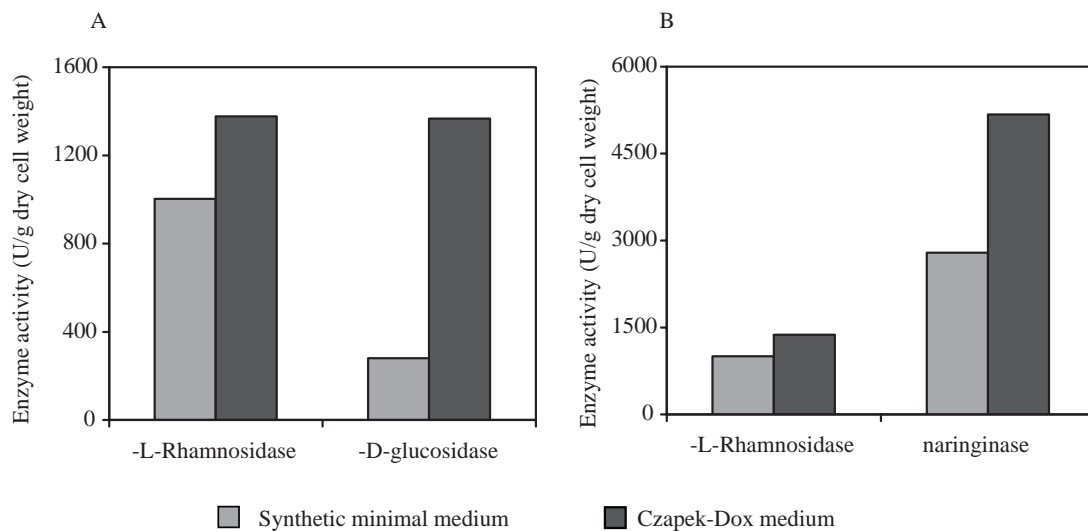 A
B
Enzyme activity (U/g dry cell weight)
1600
1200
800
400
0
-L-Rhamnosidase
-D-glucosidase
Enzyme activity (U/g dry cell weight)
6000
4500
3000
1500
0
-L-Rhamnosidase
naringinase
Synthetic minimal medium
Czapek-Dox medium